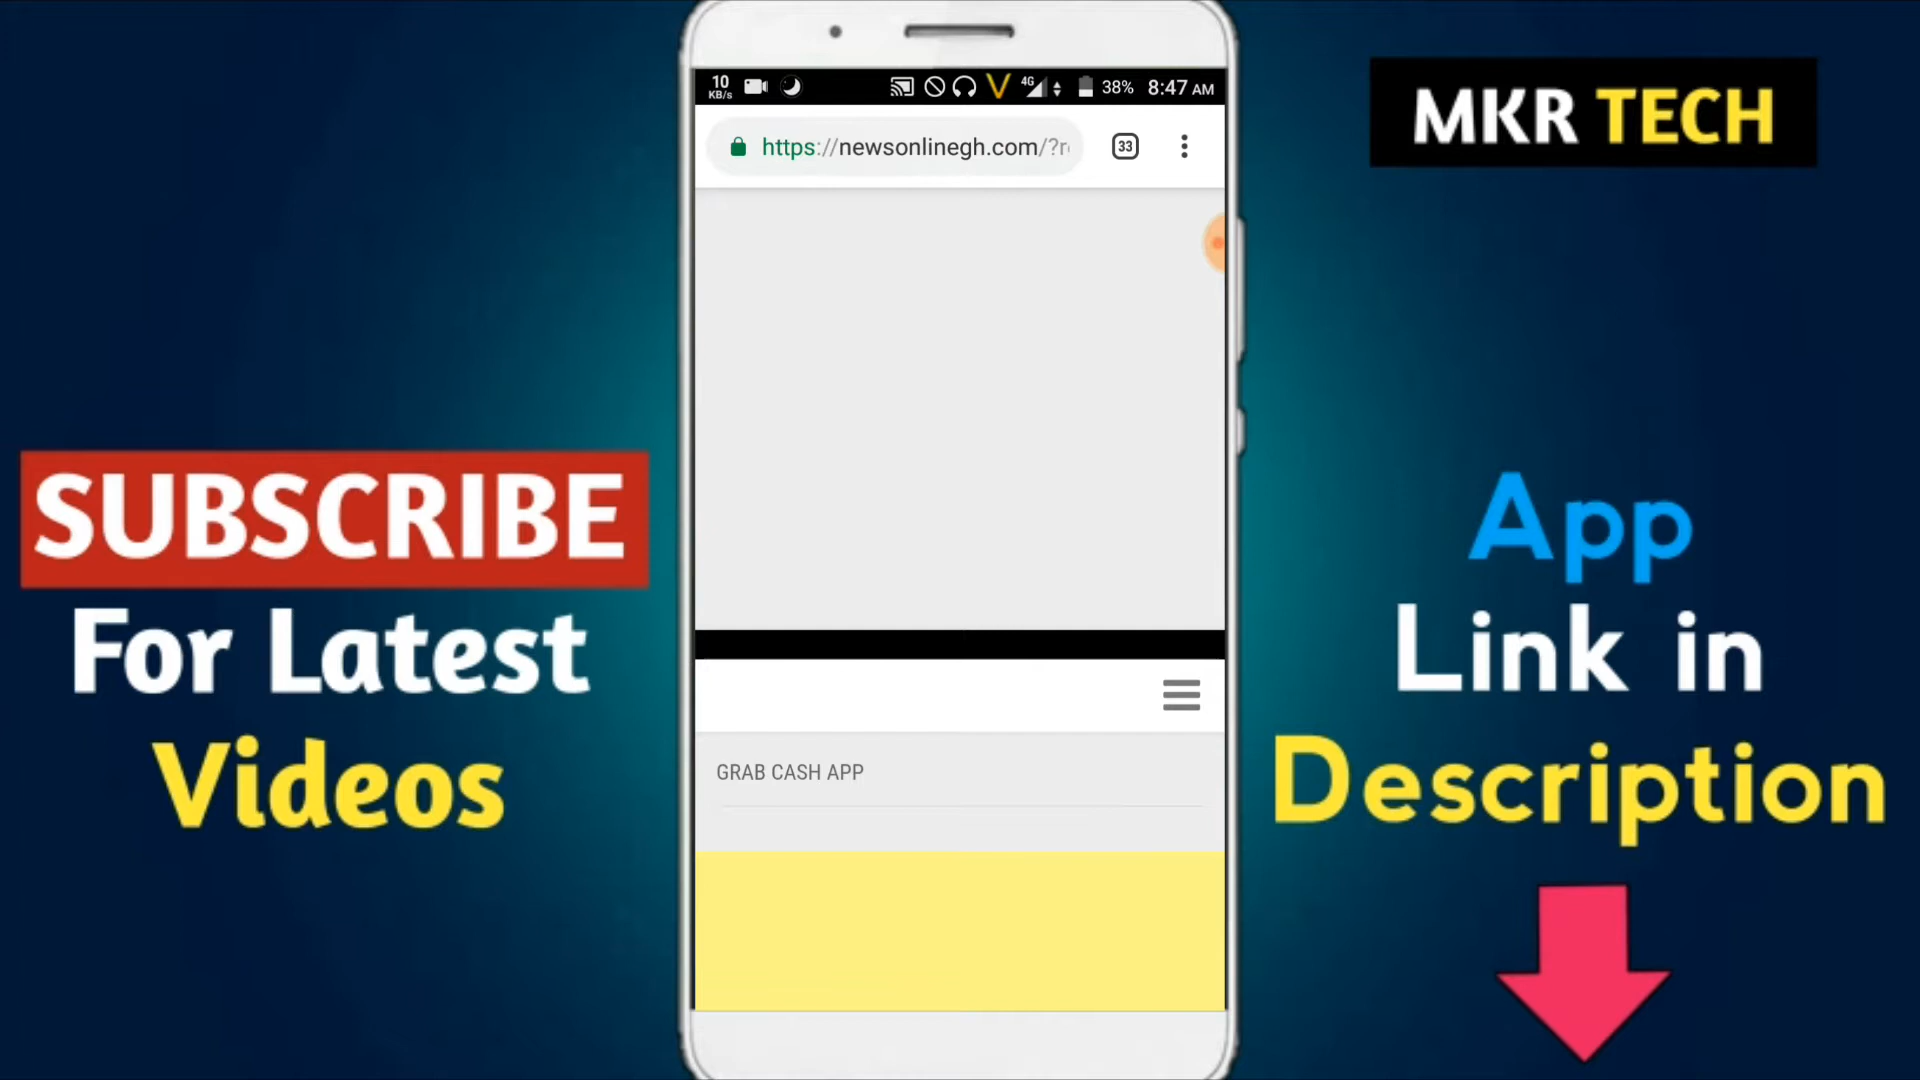 10
KB/s
4G
38%
8:47 AM
https://newsonlinegh.com/?r
33
MKR TECH
SUBSCRIBE
For Latest
Videos
GRAB CASH APP
App
Link in
Description